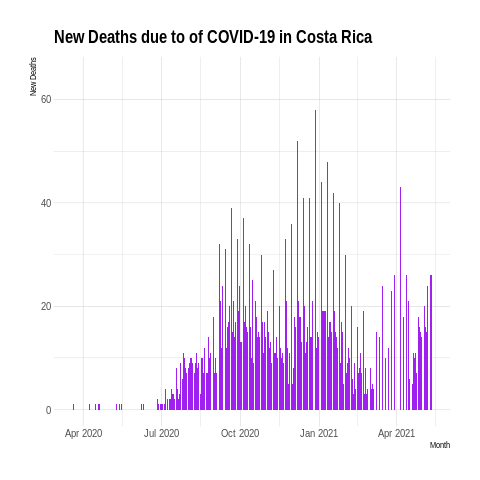 New Deaths due to of COVID-19 in Costa Rica
New Deaths
60
40
20
0
Apr 2020 Jul 2020 Oct 2020 Jan 2021 Apr 2021
Month